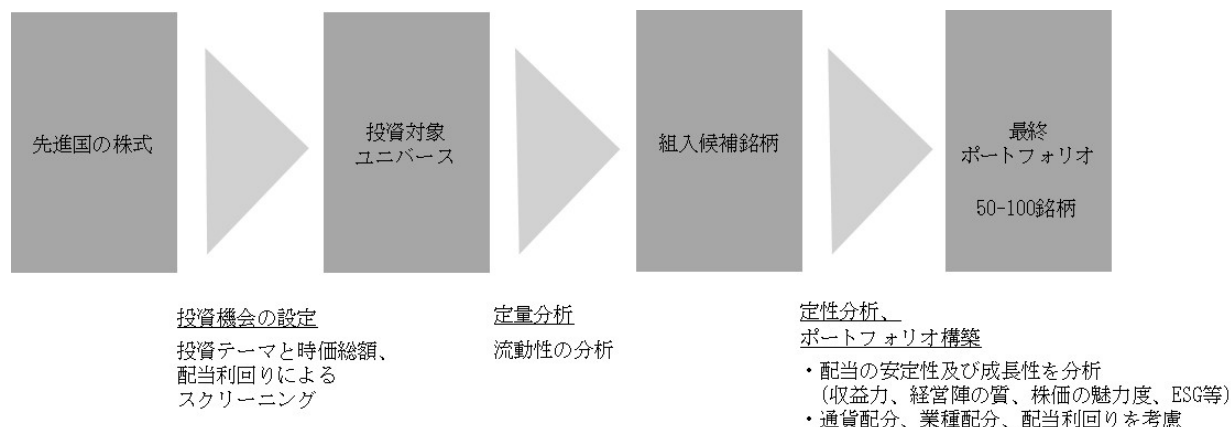 先進国の株式
投資対象
ユニバース
組入候補銘柄
最終
ポートフォリオ
50-100銘柄
投資機会の設定
投資テーマと時価総額、
配当利回りによる
スクリーニング
定量分析
流動性の分析
定性分析、
ポートフォリオ構築
・配当の安定性及び成長性を分析
(収益力、経営陣の質、株価の魅力度、ESG等)
・通貨配分、業種配分、配当利回りを考慮